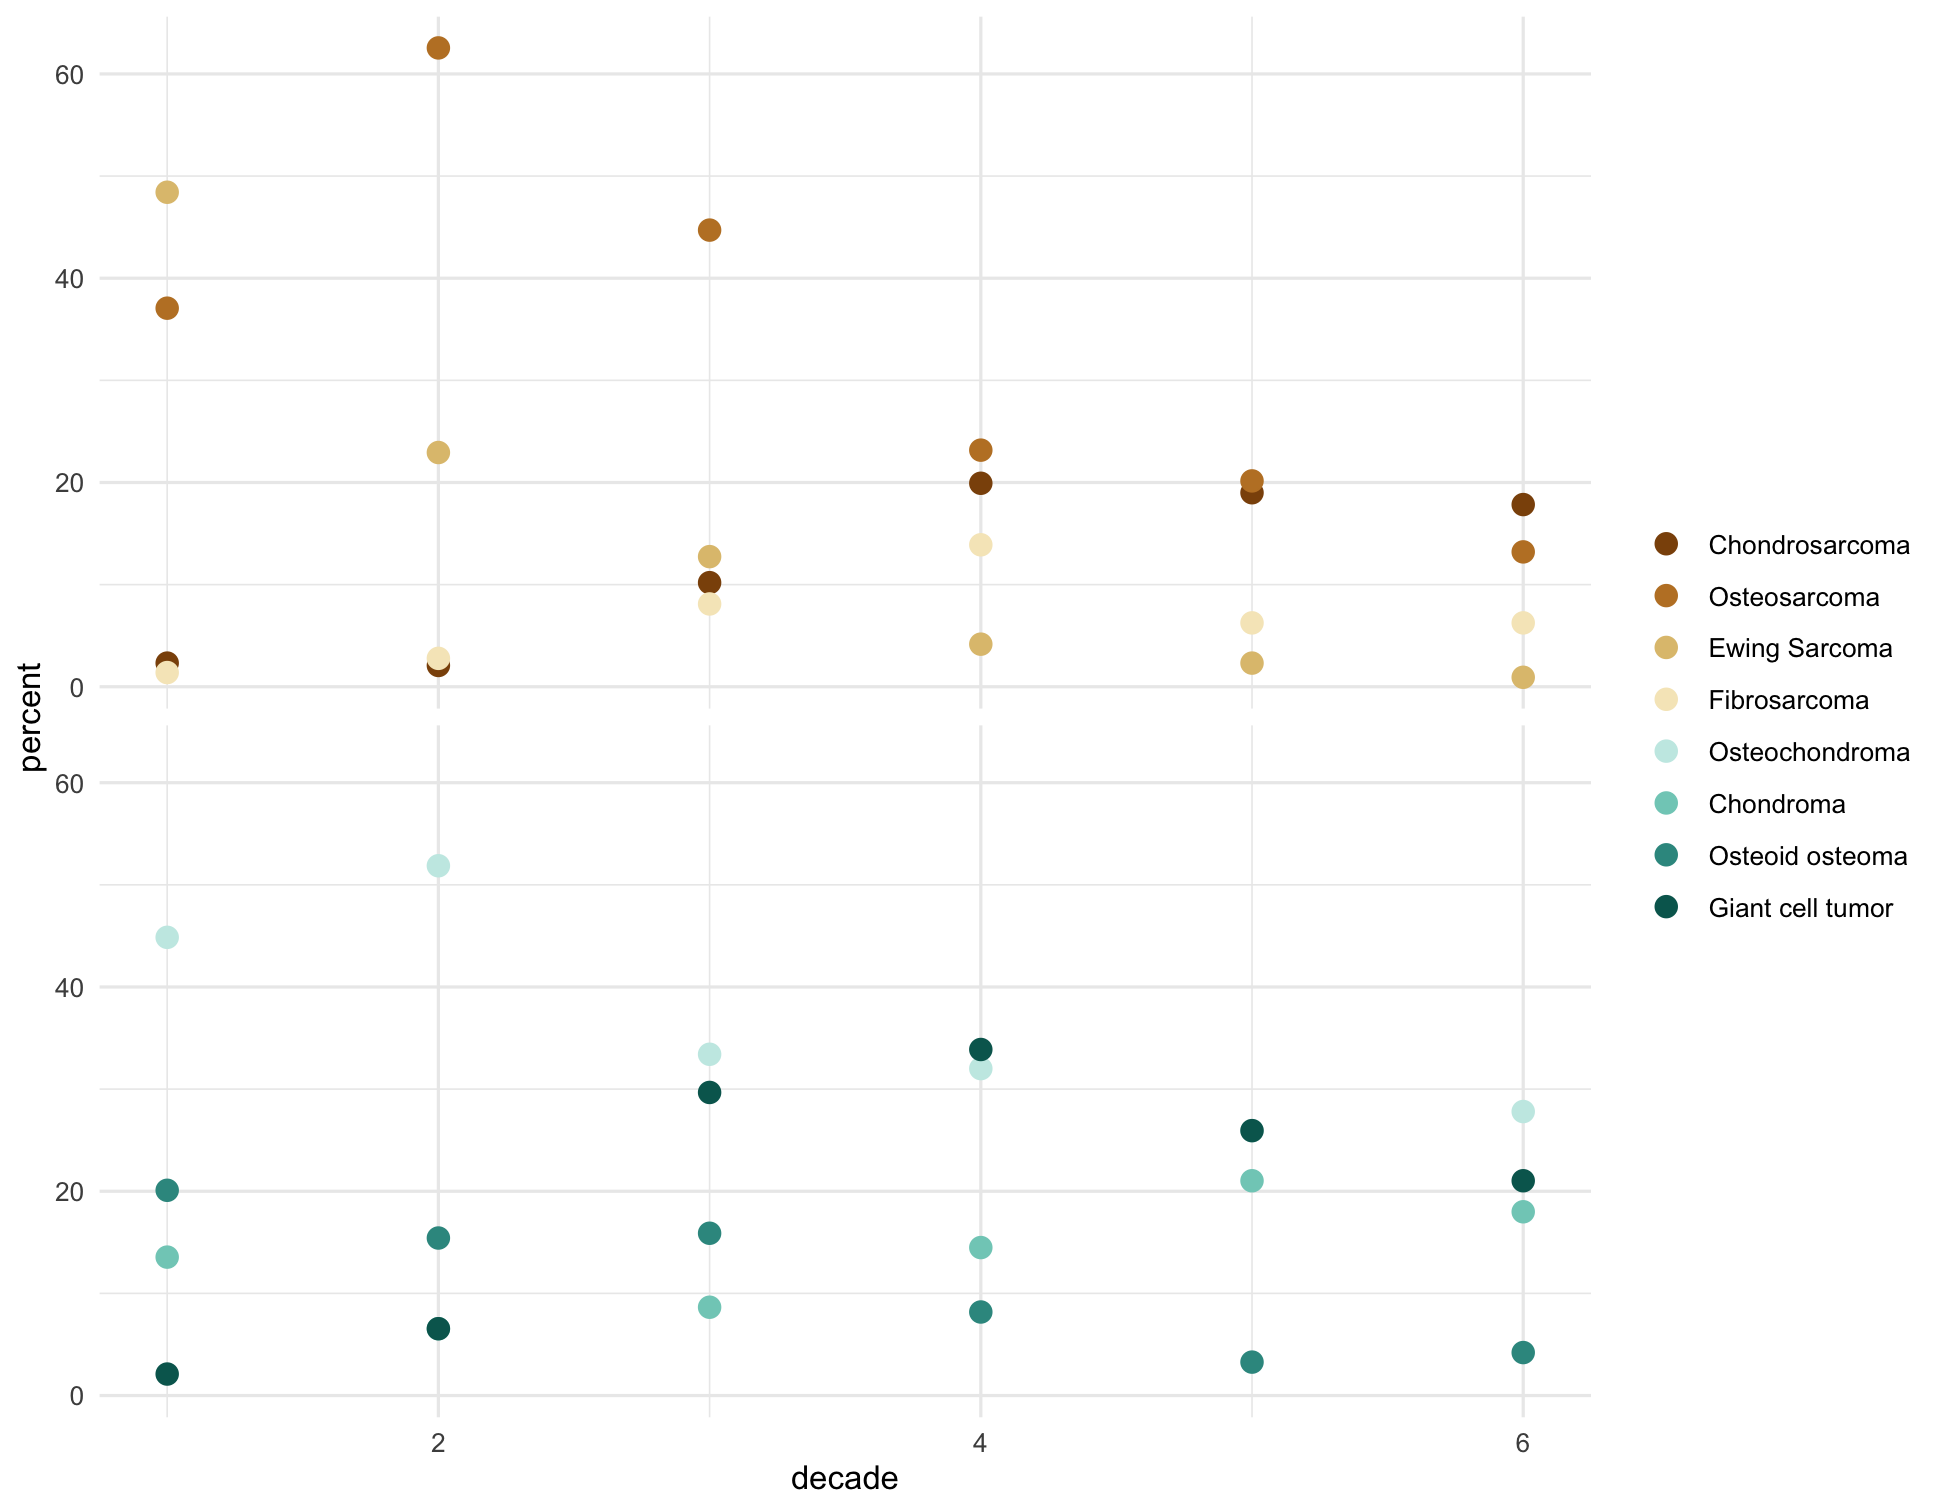 60
40
20
0
60
40
20
0
percent
2
4
6
decade
Chondrosarcoma
Osteosarcoma
Ewing Sarcoma
Fibrosarcoma
Osteochondroma
Chondroma
Osteoid osteoma
Giant cell tumor